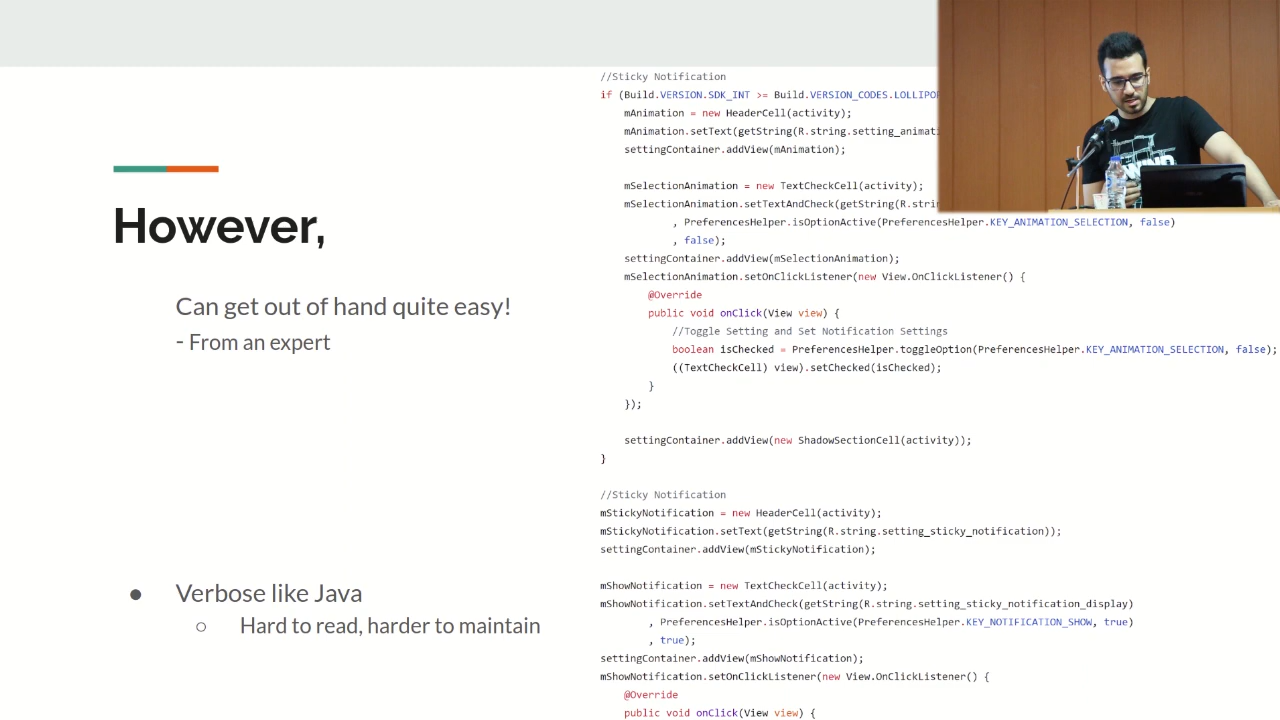 However,
Can get out of hand quite easy!
- From an expert
● Verbose like Java
○ Hard to read, harder to maintain
//Sticky Notification
if (Build.VERSION.SDK_INT >= Build.VERSION_CODES.LOLLIPOP
mAnimation = new HeaderCell(activity);
mAnimation.setText(getString(R.string.setting_animati
settingContainer.addView(mAnimation);
mSelectionAnimation = new TextCheckCell(activity);
mSelectionAnimation.setTextAndCheck(getString(R.strin
, PreferencesHelper.isOptionActive(PreferencesHelper.KEY_ANIMATION_SELECTION, false)
, false);
settingContainer.addView(mSelectionAnimation);
mSelectionAnimation.setOnClickListener(new View.OnClickListener() {
@Override
public void onClick(View view) {
//Toggle Setting and Set Notification Settings
boolean isChecked = PreferencesHelper.toggleOption(PreferencesHelper.KEY_ANIMATION_SELECTION, false);
((TextCheckCell) view).setChecked(isChecked);
}
});
settingContainer.addView(new ShadowSectionCell(activity));
}
//Sticky Notification
mStickyNotification = new HeaderCell(activity);
mStickyNotification.setText(getString(R.string.setting_sticky_notification));
settingContainer.addView(mStickyNotification);
mShowNotification = new TextCheckCell(activity);
mShowNotification.setTextAndCheck(getString(R.string.setting_sticky_notification_display)
, PreferencesHelper.isOptionActive(PreferencesHelper.KEY_NOTIFICATION_SHOW, true)
, true);
settingContainer.addView(mShowNotification);
mShowNotification.setOnClickListener(new View.OnClickListener() {
@Override
public void onClick(View view) {